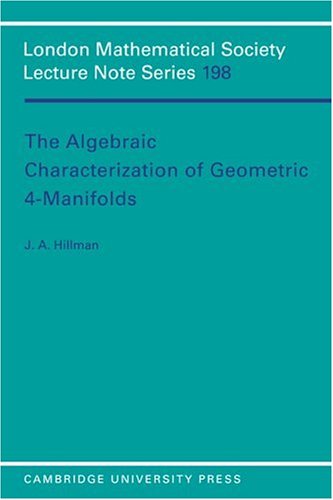 London Mathematical Society
Lecture Note Series 198
The Algebraic
Characterization of Geometric
4-Manifolds
J. A. Hillman
CAMBRIDGE UNIVERSITY PRESS